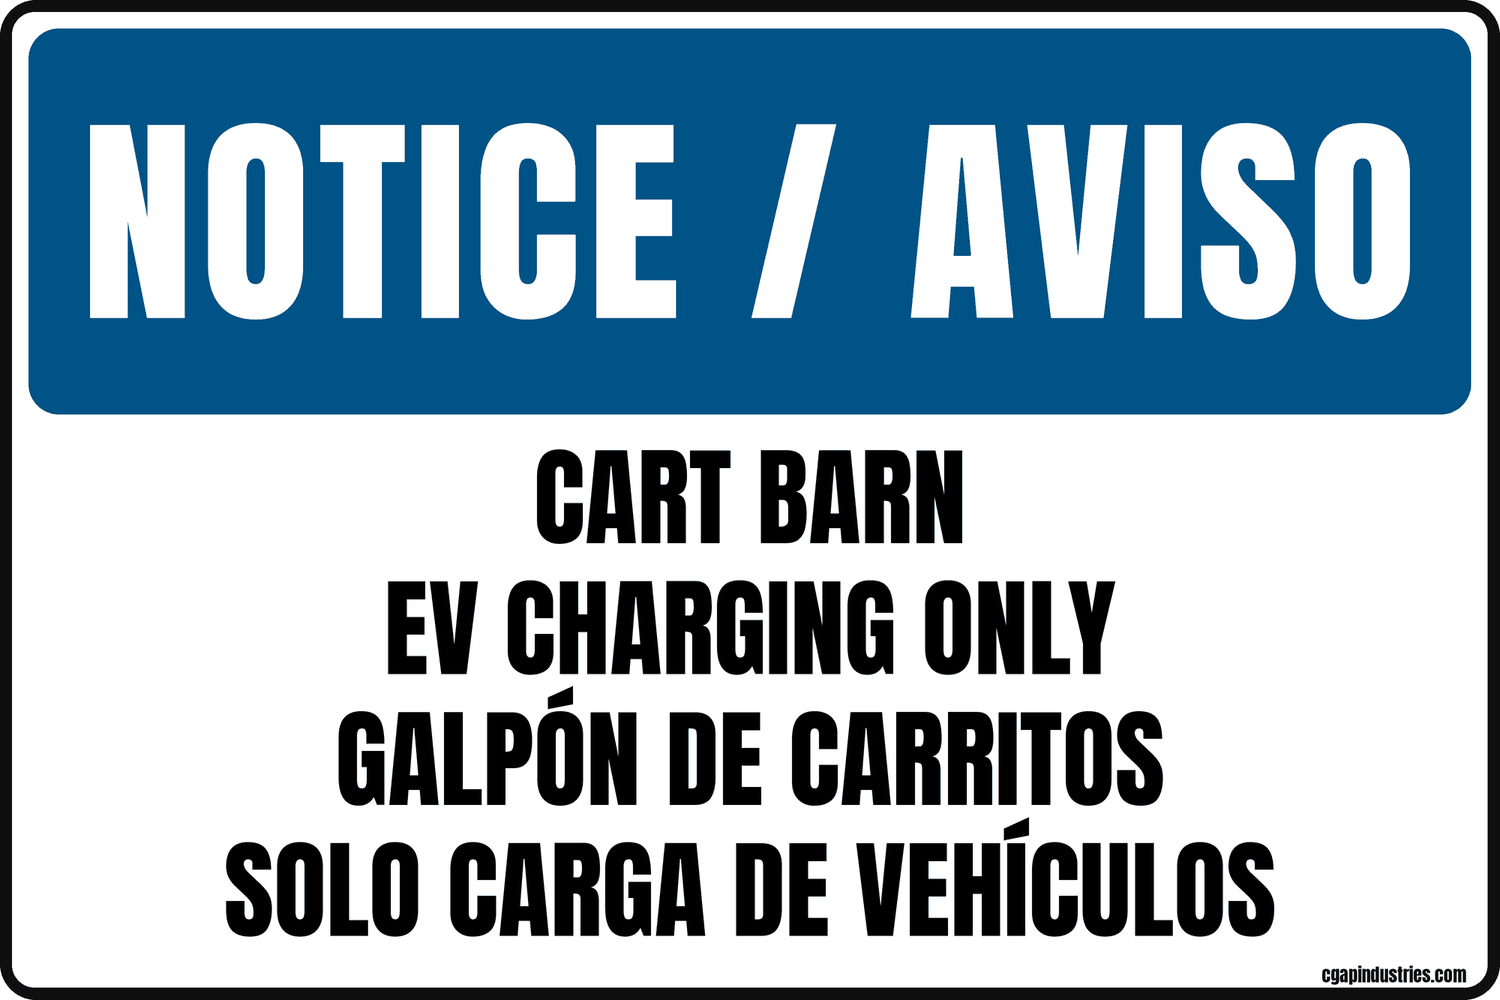 NOTICE / AVISO
CART BARN
EV CHARGING ONLY
GALPÓN DE CARRITOS
SOLO CARGA DE VEHÍCULOS
cgapindustries.com